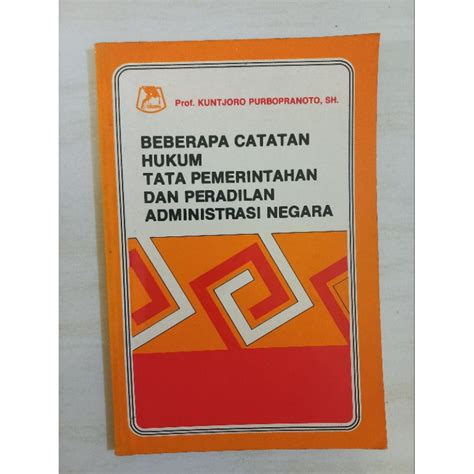 Prof. KUNTJORO PURBOPRANOTO, SH.
BEBERAPA CATATAN
HUKUM
TATA PEMERINTAHAN
DAN PERADILAN
ADMINISTRASI NEGARA